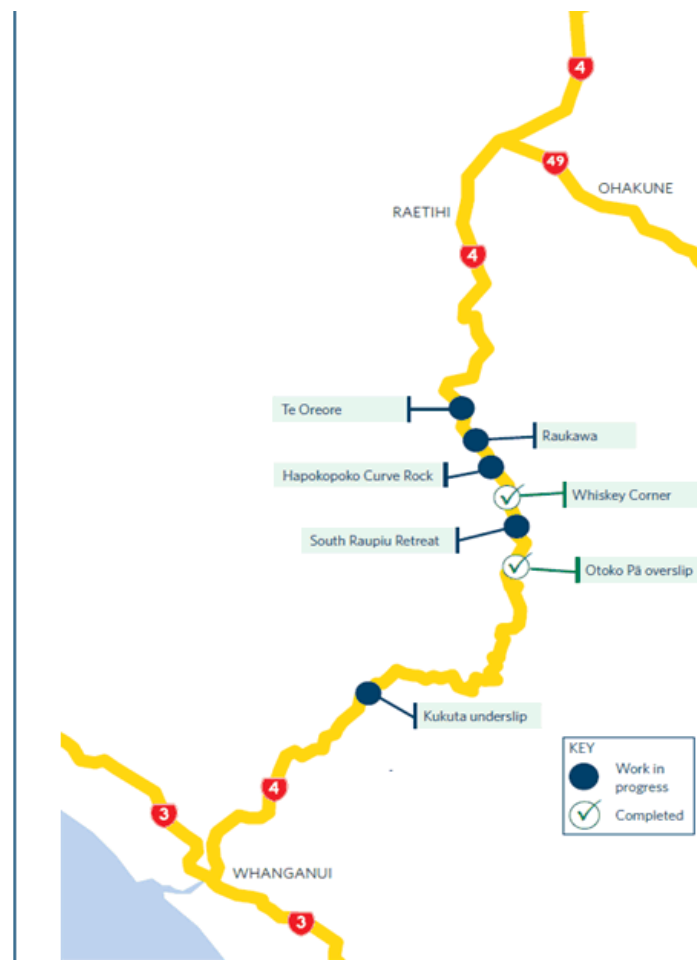 4
49
OHAKUNE
RAETIHI
4
Te Oreore
Raukawa
Hapokopoko Curve Rock
Whiskey Corner
South Raupiu Retreat
Otoko Pā overslip
Kukuta underslip
KEY
Work in
progress
Completed
4
3
WHANGANUI
3